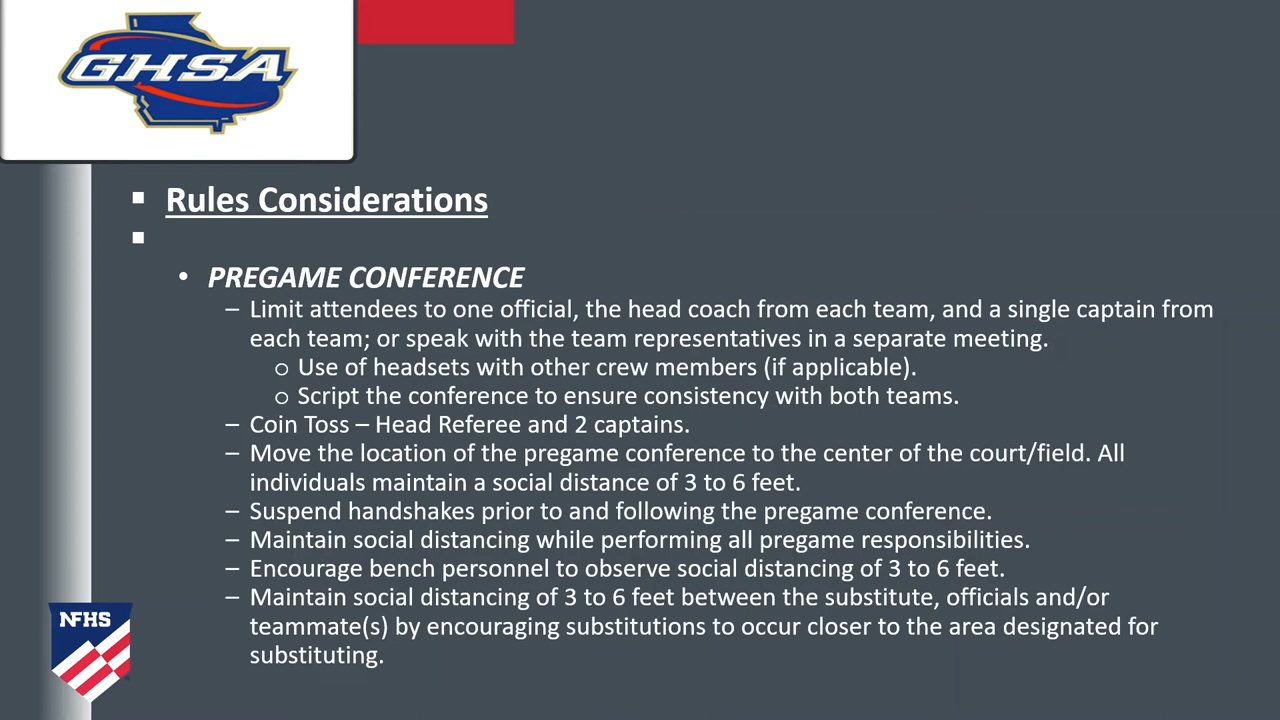 GHSA
▪ Rules Considerations
▪
• PREGAME CONFERENCE
– Limit attendees to one official, the head coach from each team, and a single captain from
each team; or speak with the team representatives in a separate meeting.
o Use of headsets with other crew members (if applicable).
o Script the conference to ensure consistency with both teams.
– Coin Toss – Head Referee and 2 captains.
– Move the location of the pregame conference to the center of the court/field. All
individuals maintain a social distance of 3 to 6 feet.
– Suspend handshakes prior to and following the pregame conference.
– Maintain social distancing while performing all pregame responsibilities.
– Encourage bench personnel to observe social distancing of 3 to 6 feet.
– Maintain social distancing of 3 to 6 feet between the substitute, officials and/or
teammate(s) by encouraging substitutions to occur closer to the area designated for
substituting.
NFHS